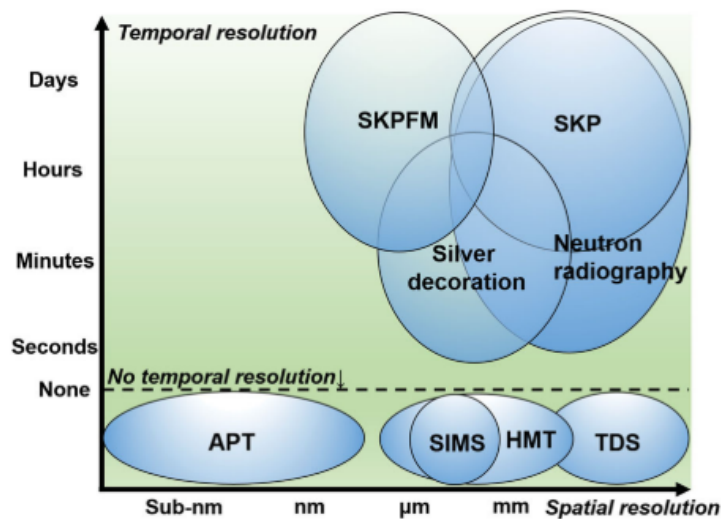 Temporal resolution
Days
SKPFM
SKP
Hours
Minutes
Silver
decoration
Neutron
radiography
Seconds
No temporal resolution↓
None
APT
SIMS
HMT
TDS
Sub-nm
nm
μm
mm
Spatial resolution